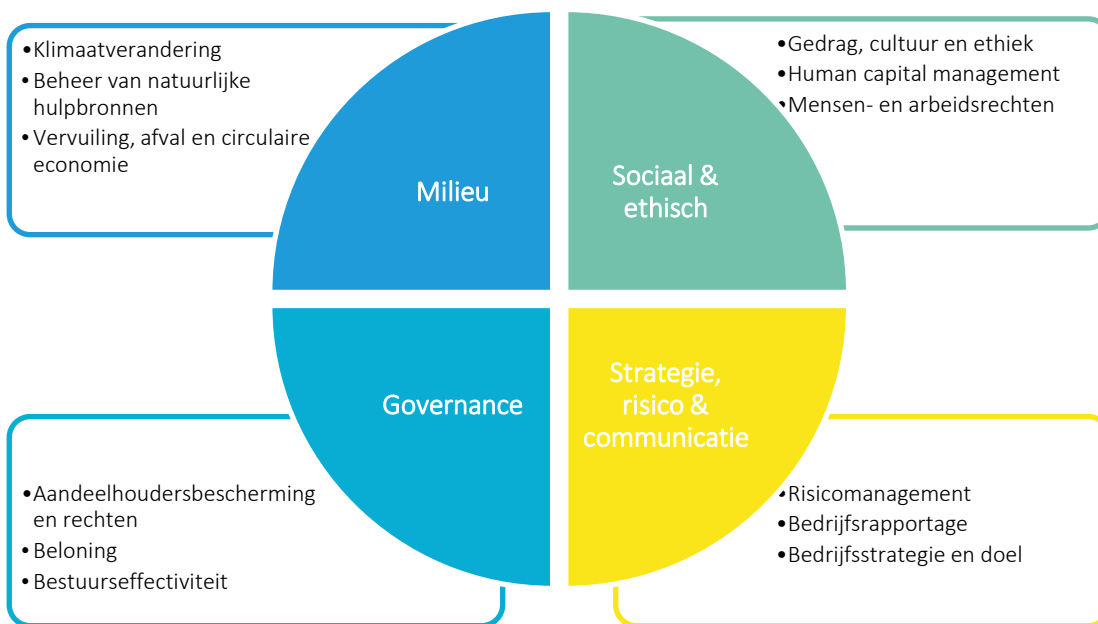 •Klimaatverandering
•Beheer van natuurlijke
hulpbronnen
•Vervuiling, afval en circulaire
economie
Milieu
•Gedrag, cultuur en ethiek
•Human capital management
•Mensen- en arbeidsrechten
Sociaal &
ethisch
Governance
•Aandeelhoudersbescherming
en rechten
•Beloning
•Bestuurseffectiviteit
Strategie,
risico &
communicatie
•Risicomanagement
•Bedrijfsrapportage
•Bedrijfsstrategie en doel